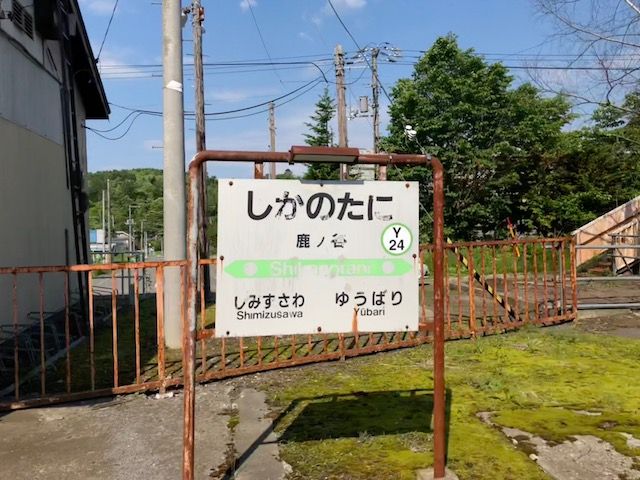 しかのたに
鹿ノ谷
Y
24
Shikanotani
しみずさわ ゆうばり
Shimizusawa Yūbari